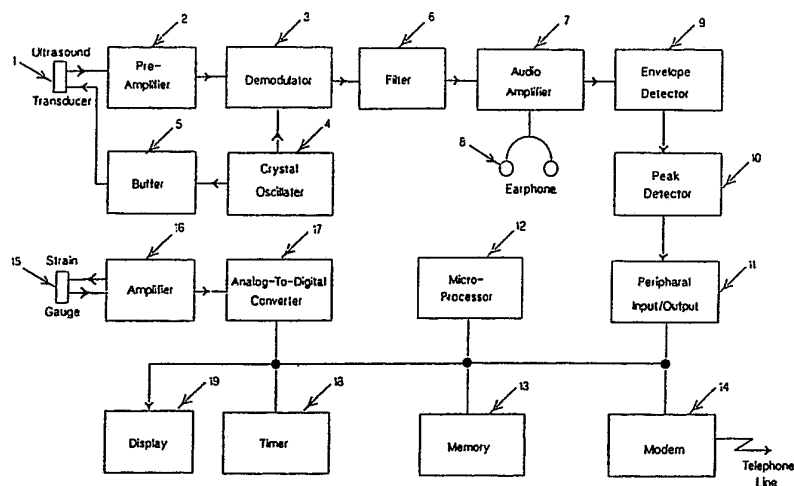 2
3
6
7
9
Ultrasound
1
Transducer
Pre-
Amplifier
Demodulator
Filter
Audio
Amplifier
Envelope
Detector
5
4
8
Earphone
10
Buffer
Crystal
Oscillater
Peak
Detector
16
17
12
15
Strain
Gauge
Amplifier
Analog-To-Digital
Converter
Micro-
Processor
Peripharal
Input/Output
11
19
18
13
14
Display
Timer
Memory
Modem
Telephone
Line